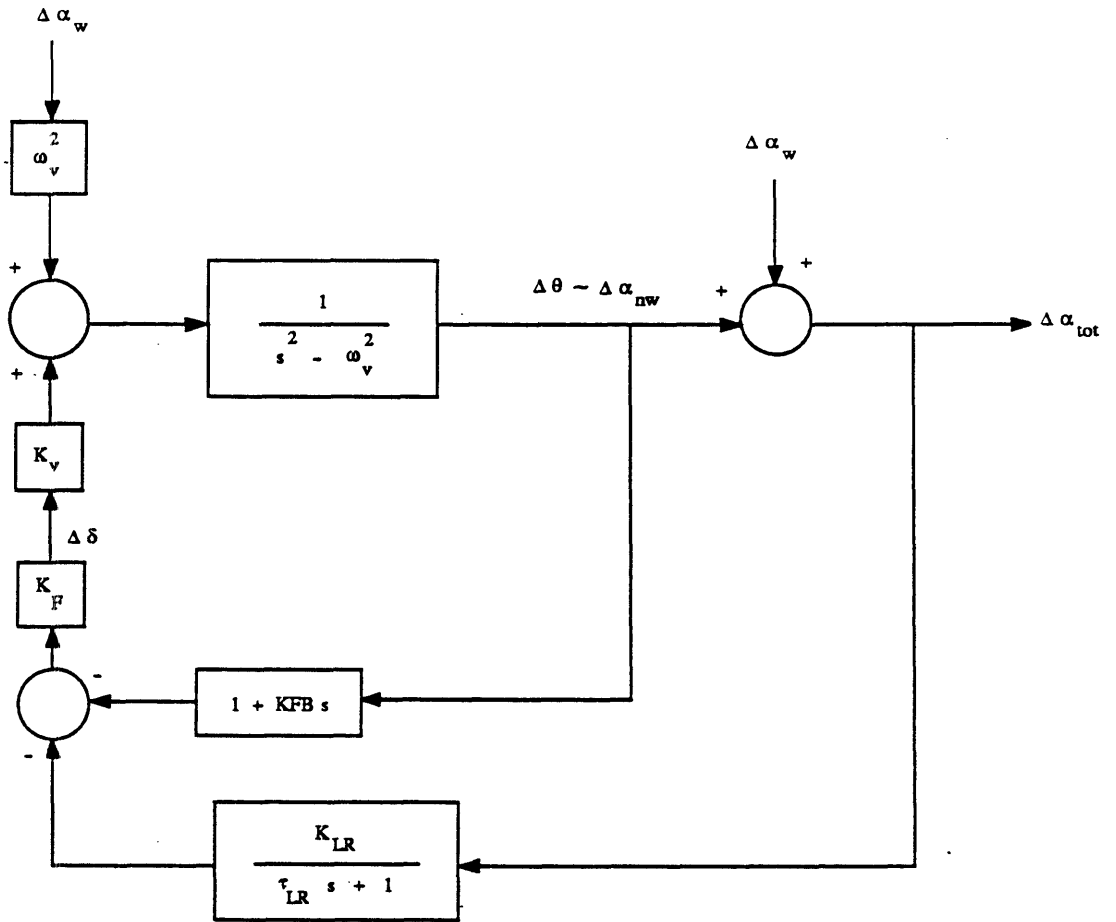 Δ α_w
ω_v^2
Δ α_w
+
+
1
s^2 - ω_v^2
Δ θ ~ Δ α_nw
+
+
Δ α_tot
K_v
Δ δ
K_F
-
1 + KFB s
-
K_LR
τ_LR s + 1